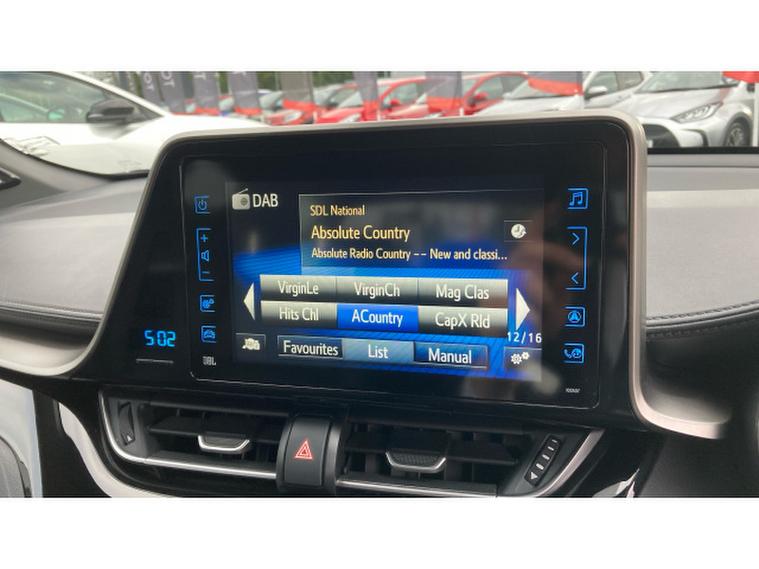 DAB
SDL National
Absolute Country
Absolute Radio Country -- New and classi...
VirginLe VirginCh Mag Clas
Hits Chl ACountry CapX Rld
12/16
Favourites List Manual
5:02
JBL